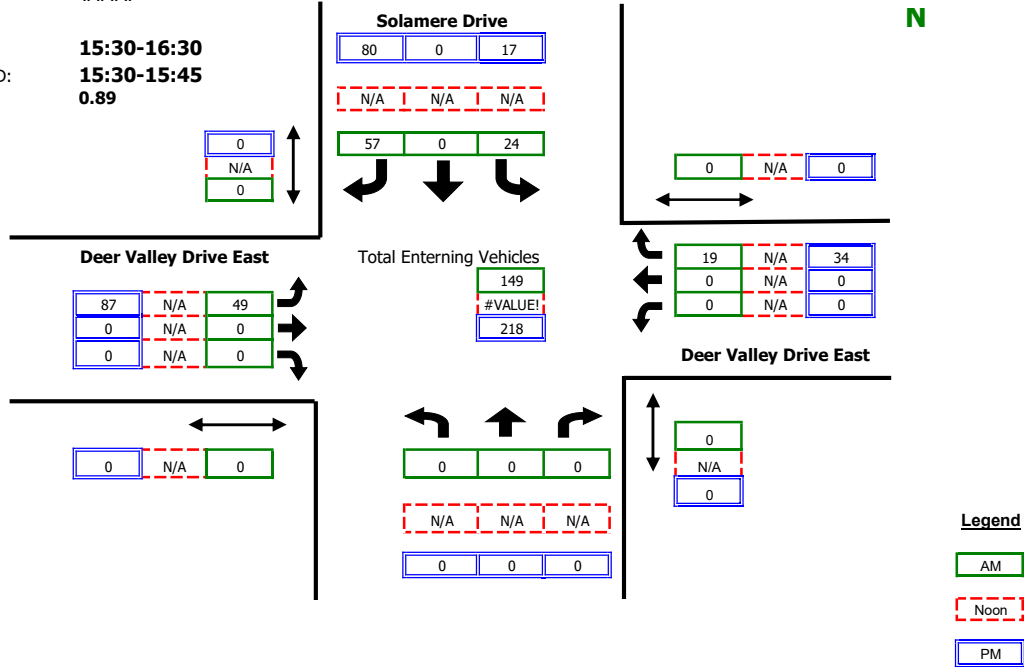 N
Solamere Drive
15:30-16:30
80 0 17
D: 15:30-15:45
0.89
N/A N/A N/A
57 0 24
0
N/A
0
0 N/A 0
Deer Valley Drive East
Total Enterning Vehicles
149
#VALUE!
218
19 N/A 34
0 N/A 0
0 N/A 0
87 N/A 49
0 N/A 0
0 N/A 0
Deer Valley Drive East
0
N/A
0
0 N/A 0
0 0 0
N/A N/A N/A
0 0 0
Legend
AM
Noon
PM